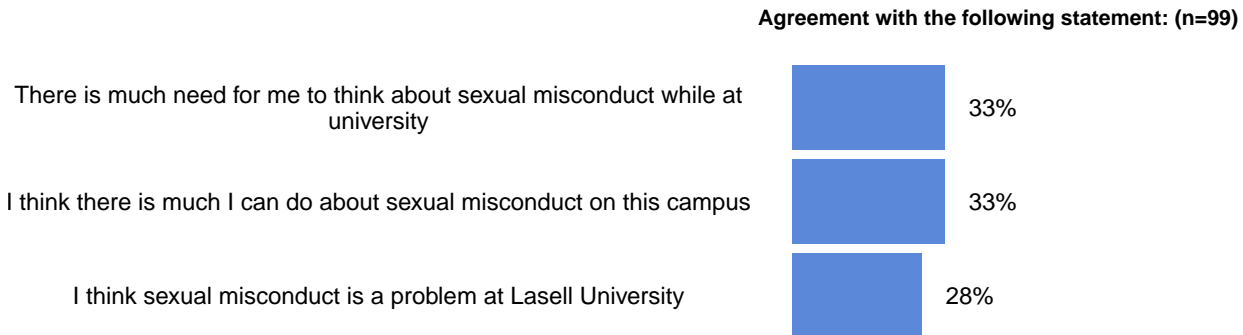 Agreement with the following statement: (n=99)
There is much need for me to think about sexual misconduct while at
university
33%
I think there is much I can do about sexual misconduct on this campus
33%
I think sexual misconduct is a problem at Lasell University
28%